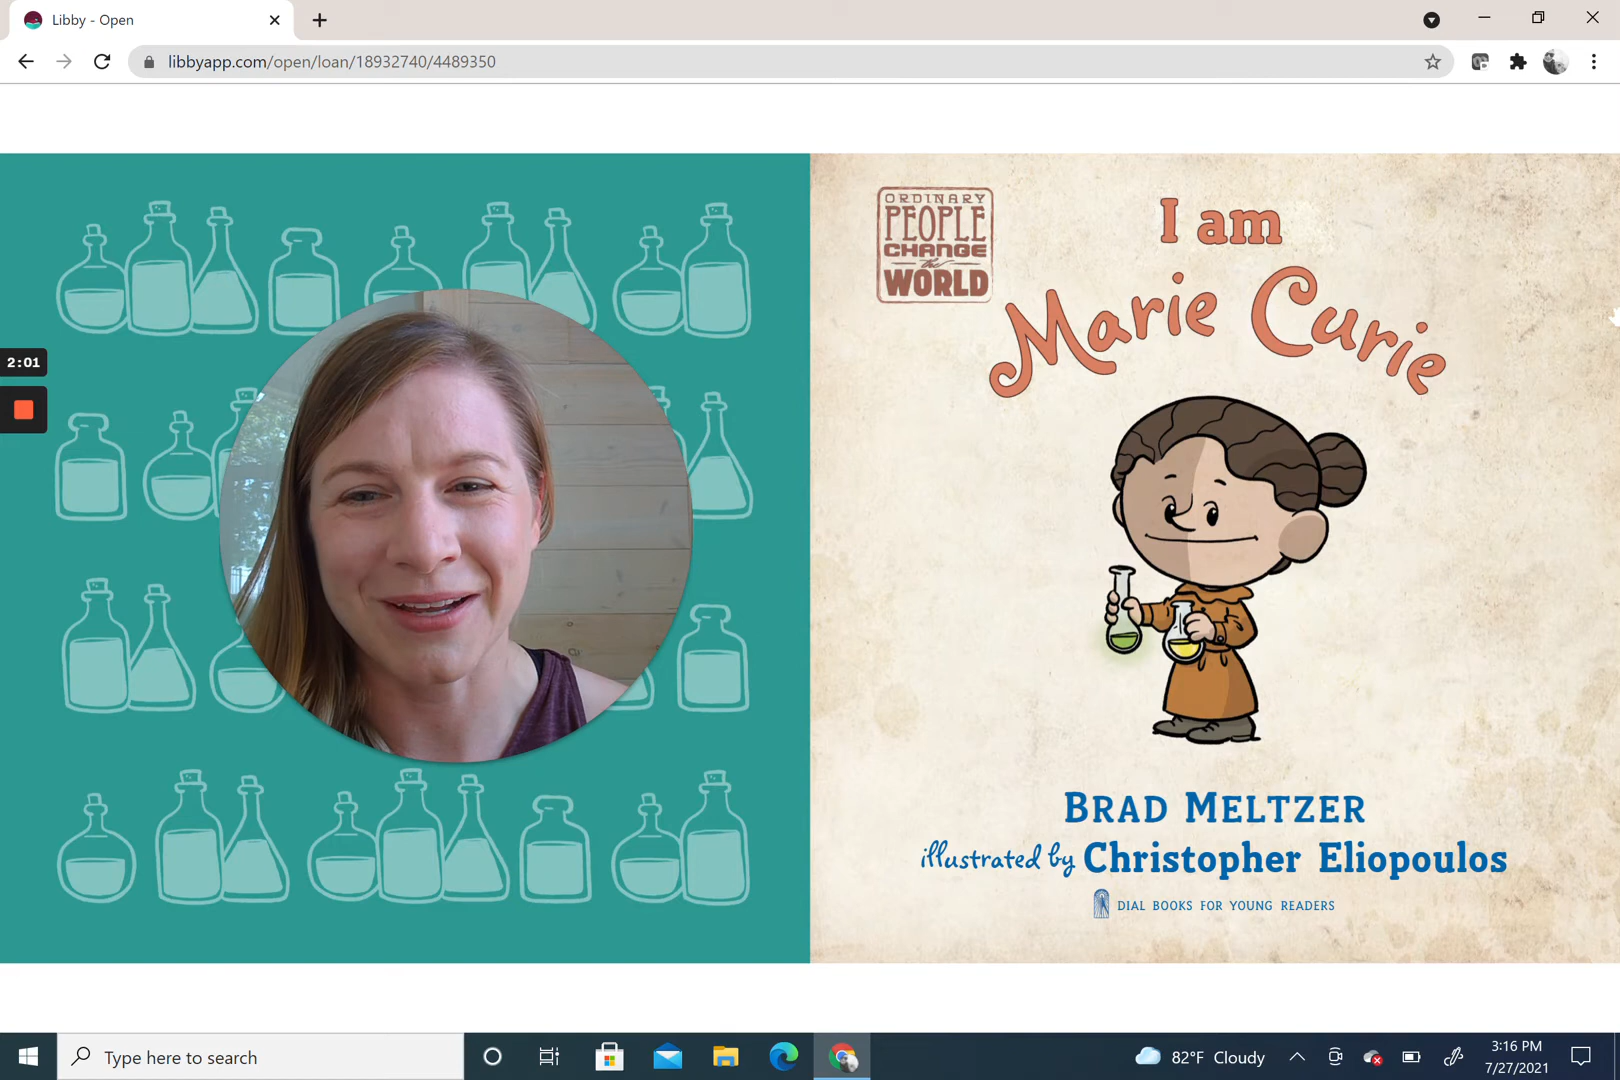 Libby - Open
libbyapp.com/open/loan/18932740/4489350
ORDINARY
PEOPLE
CHANGE
the
WORLD
I am
Marie Curie
2:01
BRAD MELTZER
illustrated by Christopher Eliopoulos
DIAL BOOKS FOR YOUNG READERS
Type here to search
82°F Cloudy
3:16 PM
7/27/2021